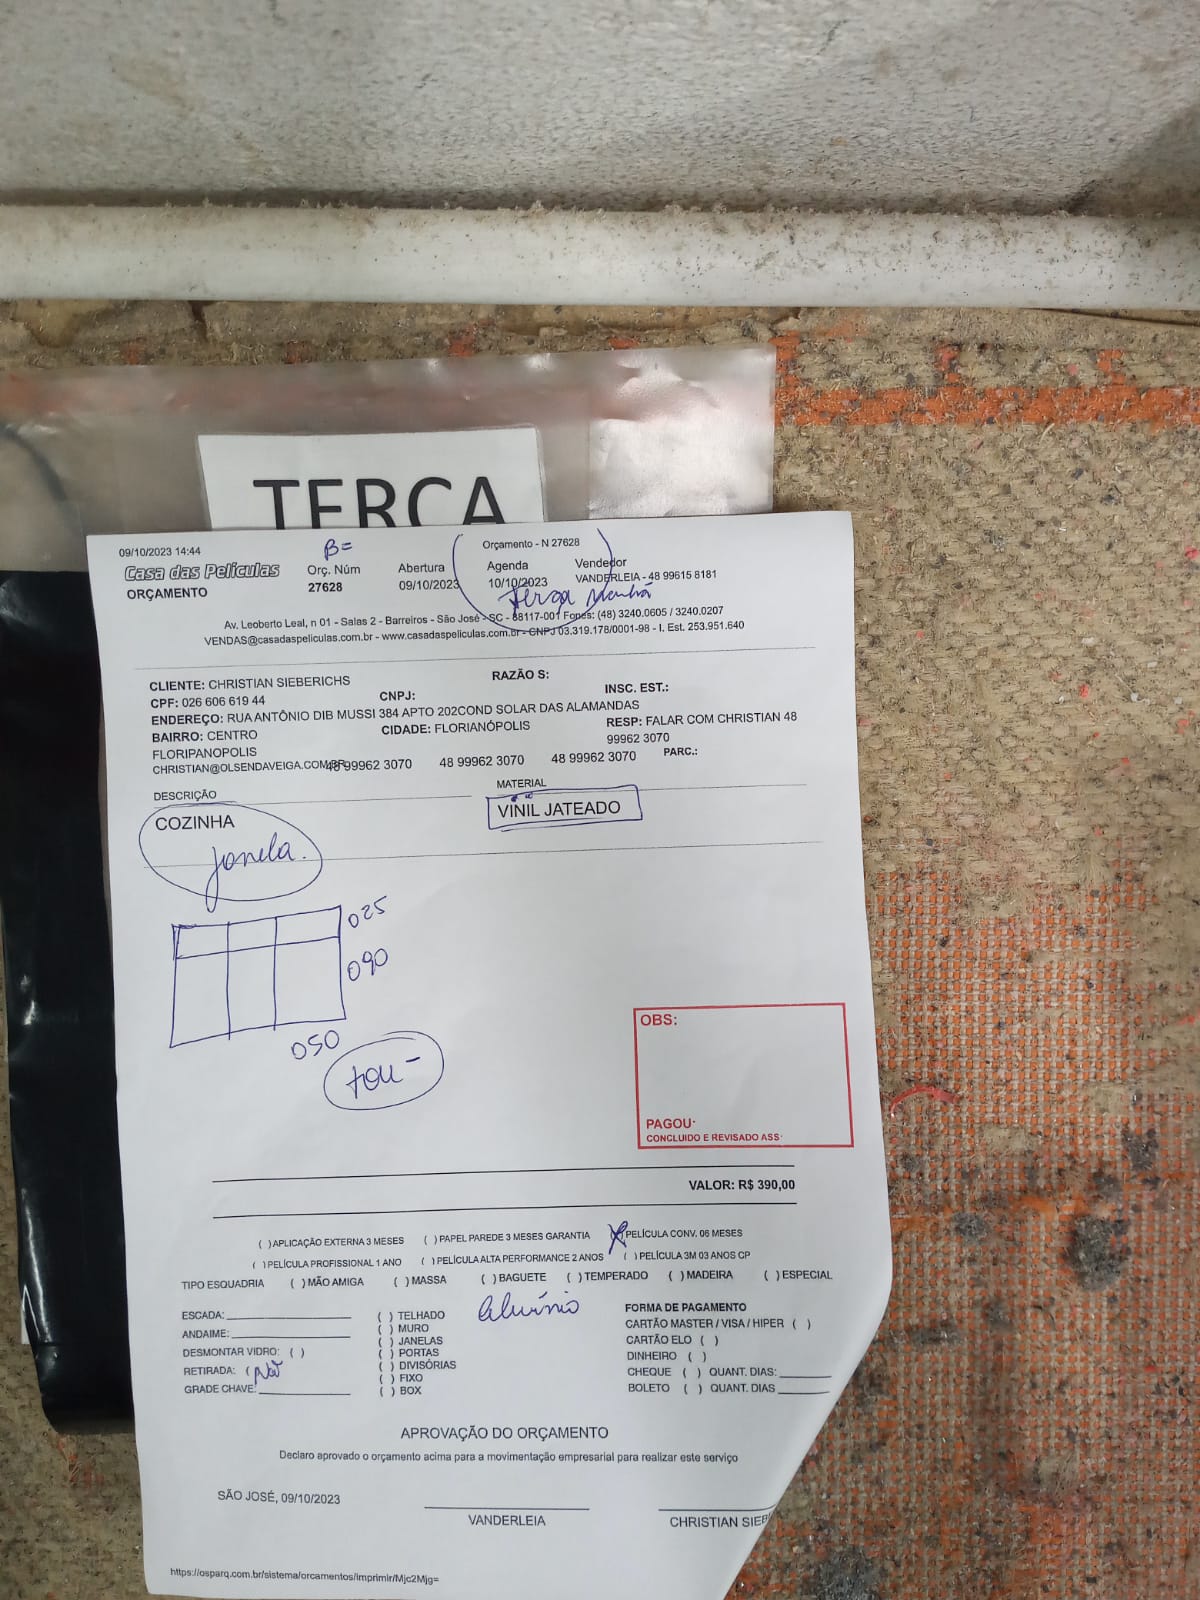 TERÇA
09/10/2023 14:44
B=
Orçamento - N 27628
Casa das Películas
Orç. Núm
Abertura
Agenda
Vendedor
ORÇAMENTO
27628
09/10/2023
10/10/2023
VANDERLEIA - 48 99615 8181
Terça Manhã
Av. Leoberto Leal, n 01 - Salas 2 - Barreiros - São José - SC - 88117-001 Fones: (48) 3240.0605 / 3240.0207
VENDAS@casadaspeliculas.com.br - www.casadaspeliculas.com.br - CNPJ 03.319.178/0001-98 - I. Est. 253.951.640
CLIENTE: CHRISTIAN SIEBERICHS
RAZÃO S:
CPF: 026 606 619 44
CNPJ:
INSC. EST.:
ENDEREÇO: RUA ANTÔNIO DIB MUSSI 384 APTO 202COND SOLAR DAS ALAMANDAS
BAIRRO: CENTRO
CIDADE: FLORIANÓPOLIS
RESP: FALAR COM CHRISTIAN 48
99962 3070
FLORIPANOPOLIS
CHRISTIAN@OLSENDAVEIGA.COM.BR
48 99962 3070
48 99962 3070
48 99962 3070
PARC.:
DESCRIÇÃO
MATERIAL
COZINHA
VINIL JATEADO
Janela.
025
090
050
OBS:
PAGOU:
CONCLUIDO E REVISADO ASS:
VALOR: R$ 390,00
( ) APLICAÇÃO EXTERNA 3 MESES ( ) PAPEL PAREDE 3 MESES GARANTIA (X) PELÍCULA CONV. 06 MESES
( ) PELÍCULA PROFISSIONAL 1 ANO ( ) PELÍCULA ALTA PERFORMANCE 2 ANOS ( ) PELÍCULA 3M 03 ANOS CP
TIPO ESQUADRIA ( ) MÃO AMIGA ( ) MASSA ( ) BAGUETE ( ) TEMPERADO ( ) MADEIRA ( ) ESPECIAL
Aluvínio
ESCADA:
ANDAIME:
DESMONTAR VIDRO: ( )
RETIRADA: ( Não
GRADE CHAVE:
( ) TELHADO
( ) MURO
( ) JANELAS
( ) PORTAS
( ) DIVISÓRIAS
( ) FIXO
( ) BOX
FORMA DE PAGAMENTO
CARTÃO MASTER / VISA / HIPER ( )
CARTÃO ELO ( )
DINHEIRO ( )
CHEQUE ( ) QUANT. DIAS:
BOLETO ( ) QUANT. DIAS
APROVAÇÃO DO ORÇAMENTO
Declaro aprovado o orçamento acima para a movimentação empresarial para realizar este serviço
SÃO JOSÉ, 09/10/2023
VANDERLEIA
CHRISTIAN SIEB
https://osparq.com.br/sistema/orcamentos/imprimir/Mjc2Mjg=